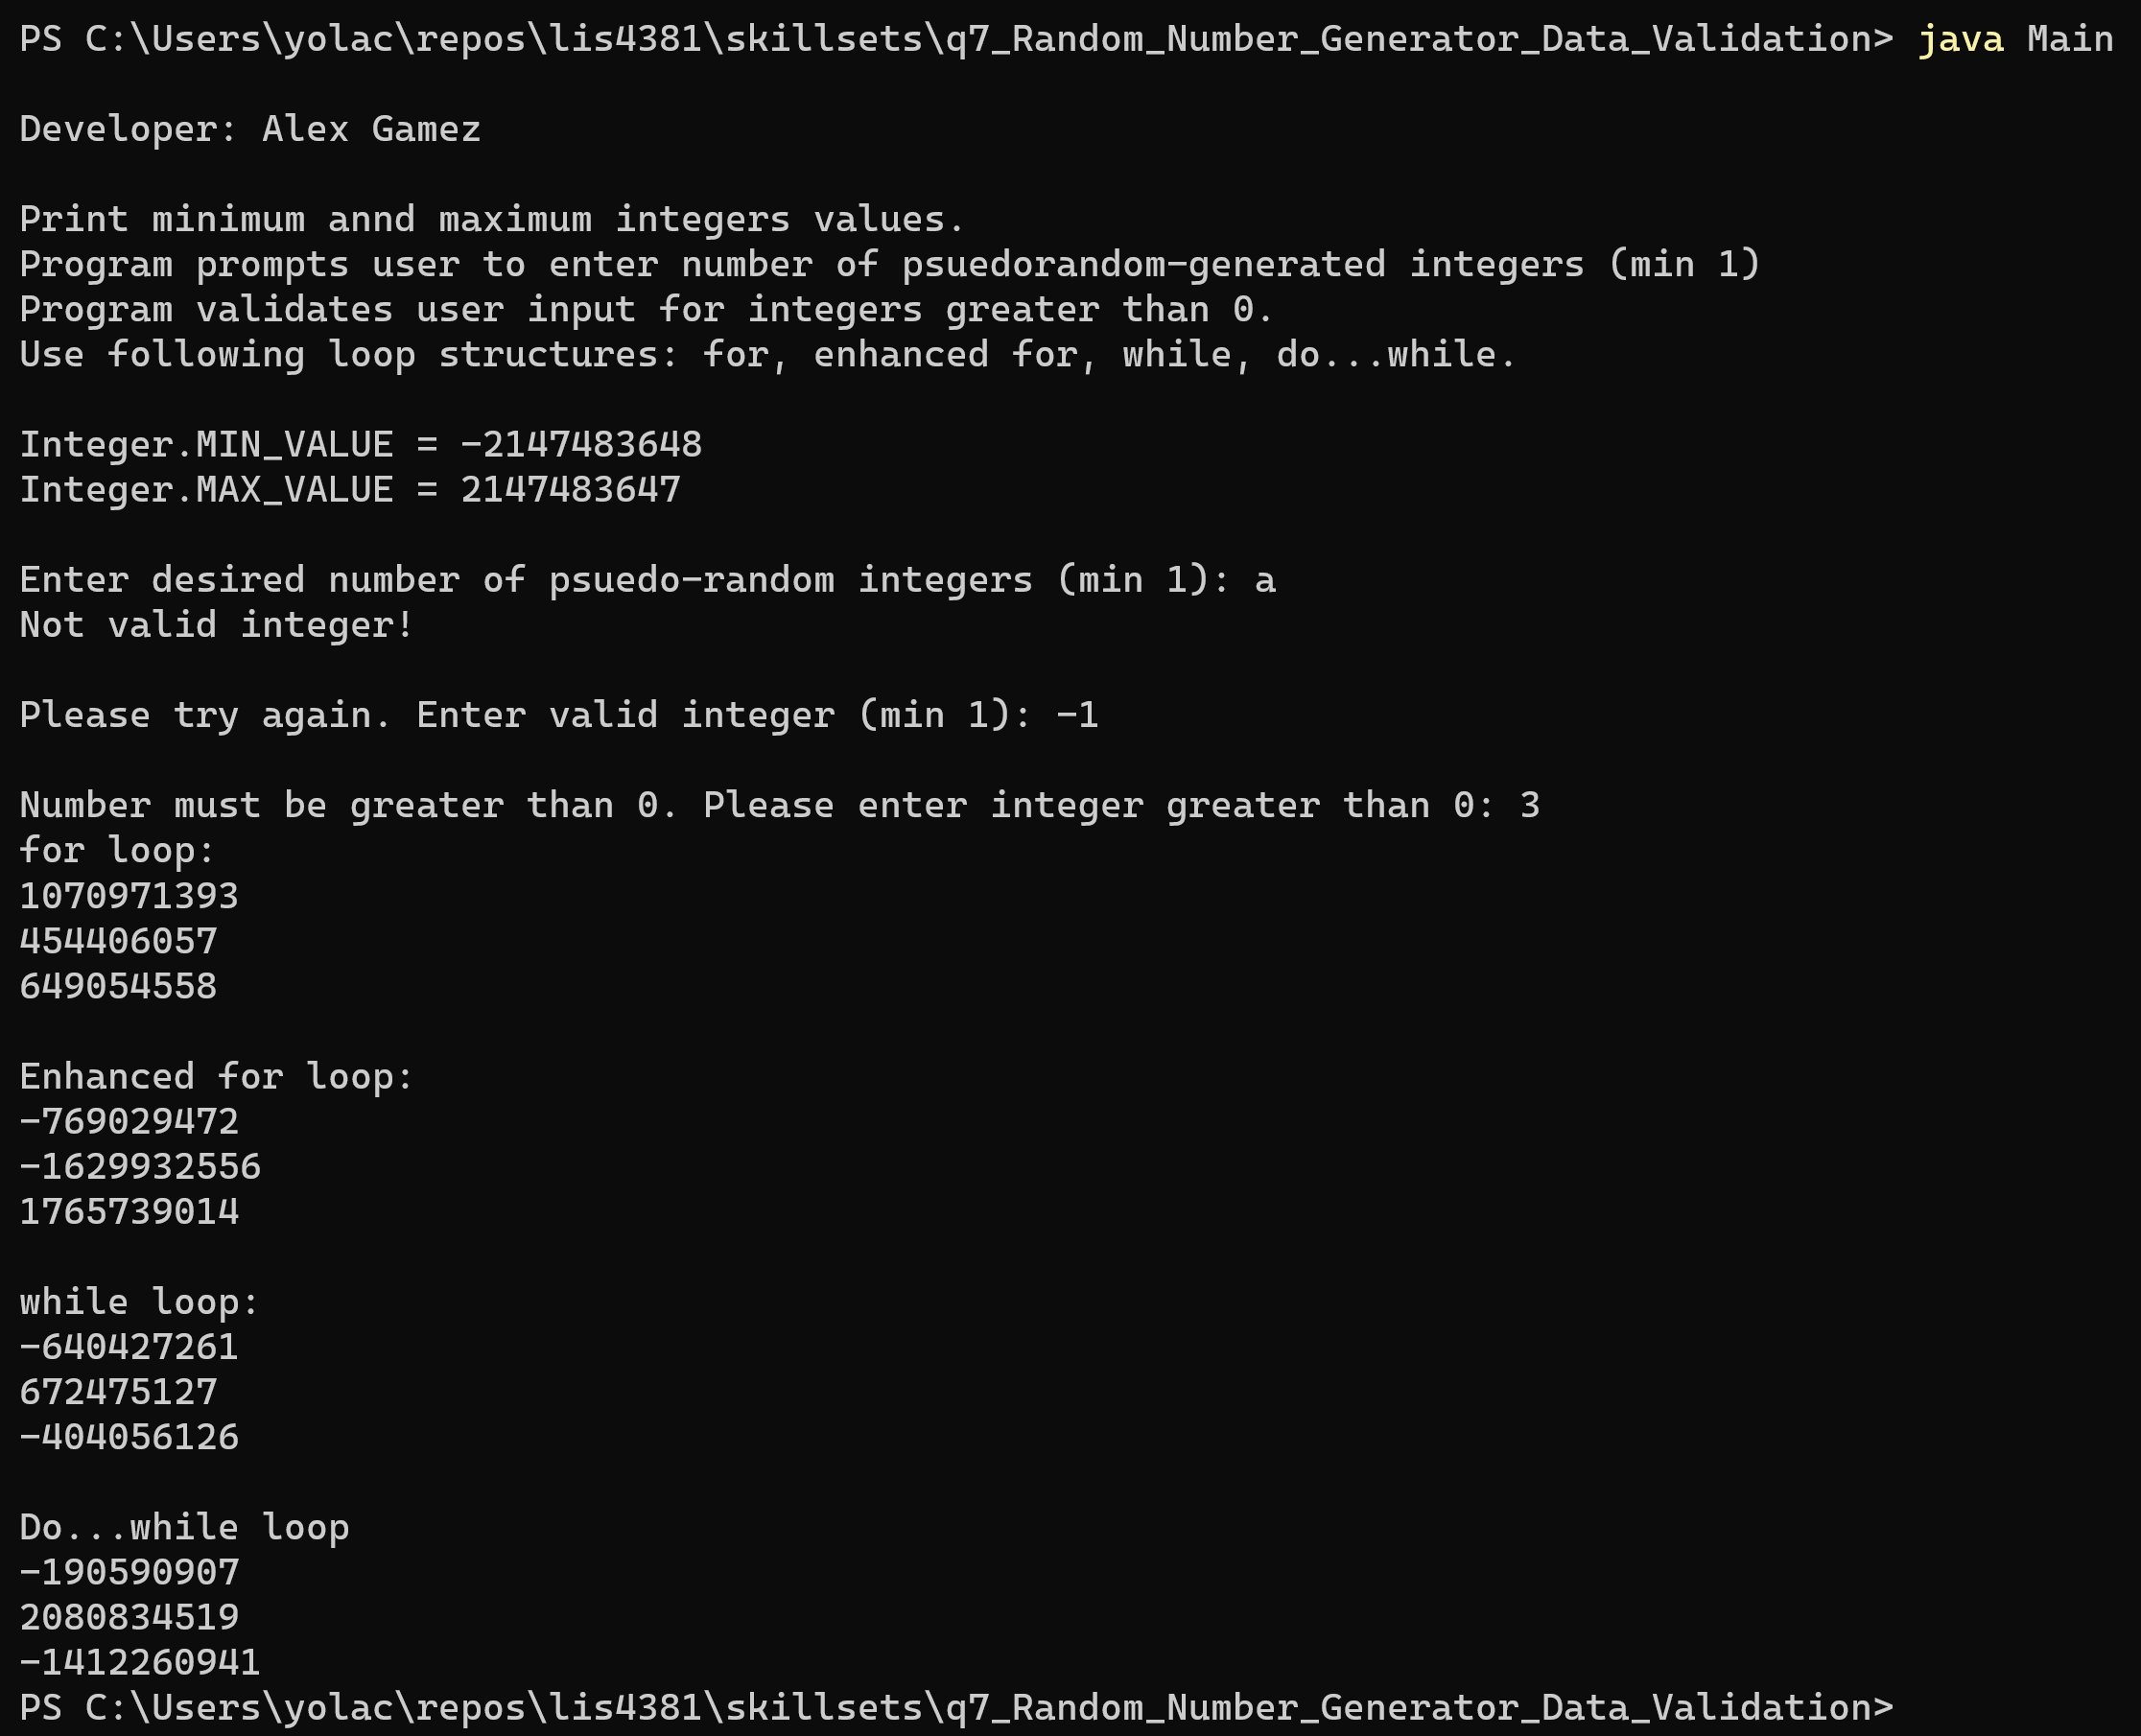 PS C:\Users\yolac\repos\lis4381\skillsets\q7_Random_Number_Generator_Data_Validation> java Main
Developer: Alex Gamez
Print minimum annd maximum integers values.
Program prompts user to enter number of psuedorandom-generated integers (min 1)
Program validates user input for integers greater than 0.
Use following loop structures: for, enhanced for, while, do...while.
Integer.MIN_VALUE = -2147483648
Integer.MAX_VALUE = 2147483647
Enter desired number of psuedo-random integers (min 1): a
Not valid integer!
Please try again. Enter valid integer (min 1): -1
Number must be greater than 0. Please enter integer greater than 0: 3
for loop:
1070971393
454406057
649054558
Enhanced for loop:
-769029472
-1629932556
1765739014
while loop:
-640427261
672475127
-404056126
Do...while loop
-190590907
2080834519
-1412260941
PS C:\Users\yolac\repos\lis4381\skillsets\q7_Random_Number_Generator_Data_Validation>